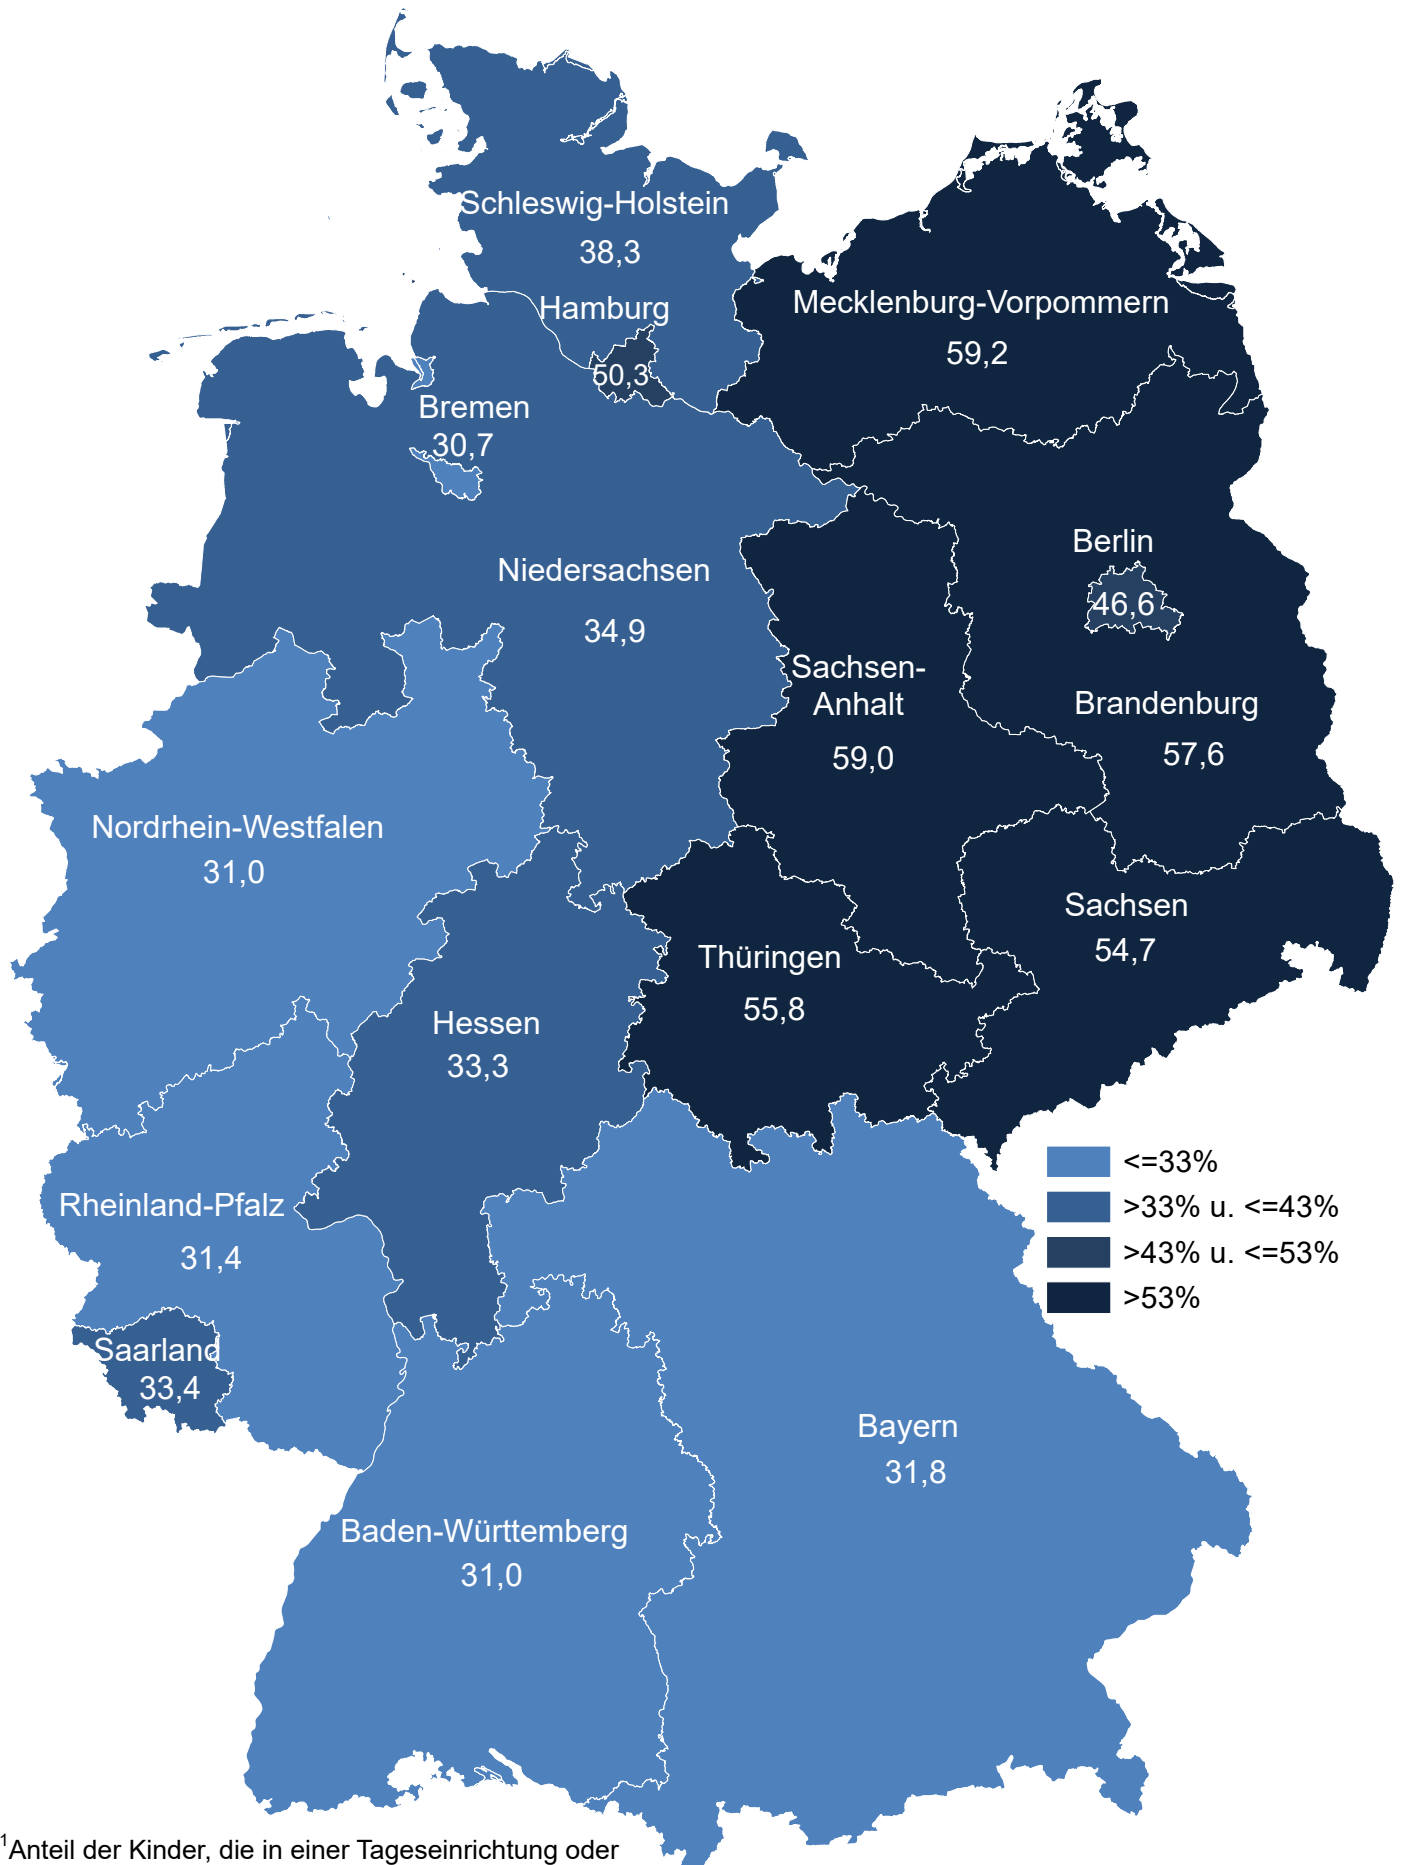 Schleswig-Holstein
38,3
Hamburg
50,3
Mecklenburg-Vorpommern
59,2
Bremen
30,7
Niedersachsen
34,9
Berlin
46,6
Sachsen-
Anhalt
59,0
Brandenburg
57,6
Nordrhein-Westfalen
31,0
Sachsen
54,7
Thüringen
55,8
Hessen
33,3
<=33%
>33% u. <=43%
>43% u. <=53%
>53%
Rheinland-Pfalz
31,4
Saarland
33,4
Bayern
31,8
Baden-Württemberg
31,0
¹Anteil der Kinder, die in einer Tageseinrichtung oder